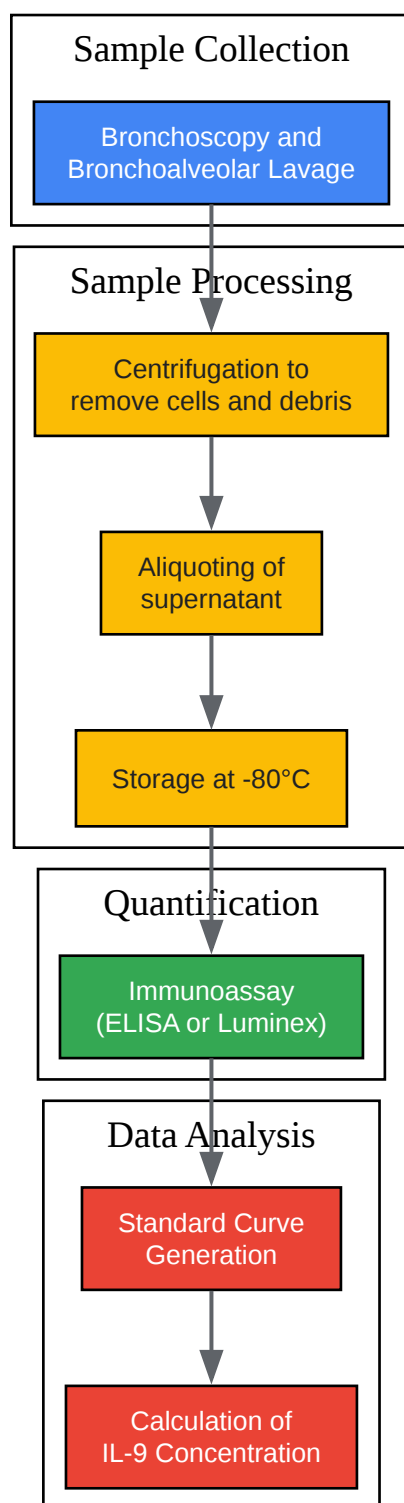 Sample Collection
Bronchoscopy and
Bronchoalveolar Lavage
Sample Processing
Centrifugation to
remove cells and debris
Aliquoting of
supernatant
Storage at -80°C
Quantification
Immunoassay
(ELISA or Luminex)
Data Analysis
Standard Curve
Generation
Calculation of
IL-9 Concentration